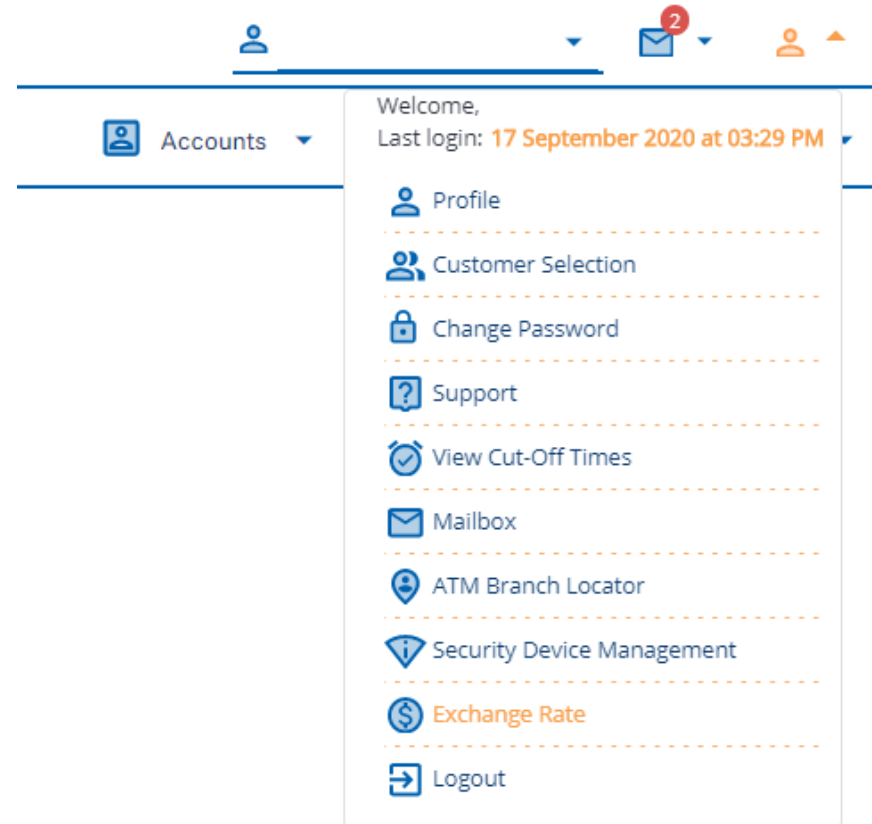 2
Accounts
Welcome,
Last login: 17 September 2020 at 03:29 PM
Profile
Customer Selection
Change Password
Support
View Cut-Off Times
Mailbox
ATM Branch Locator
Security Device Management
Exchange Rate
Logout